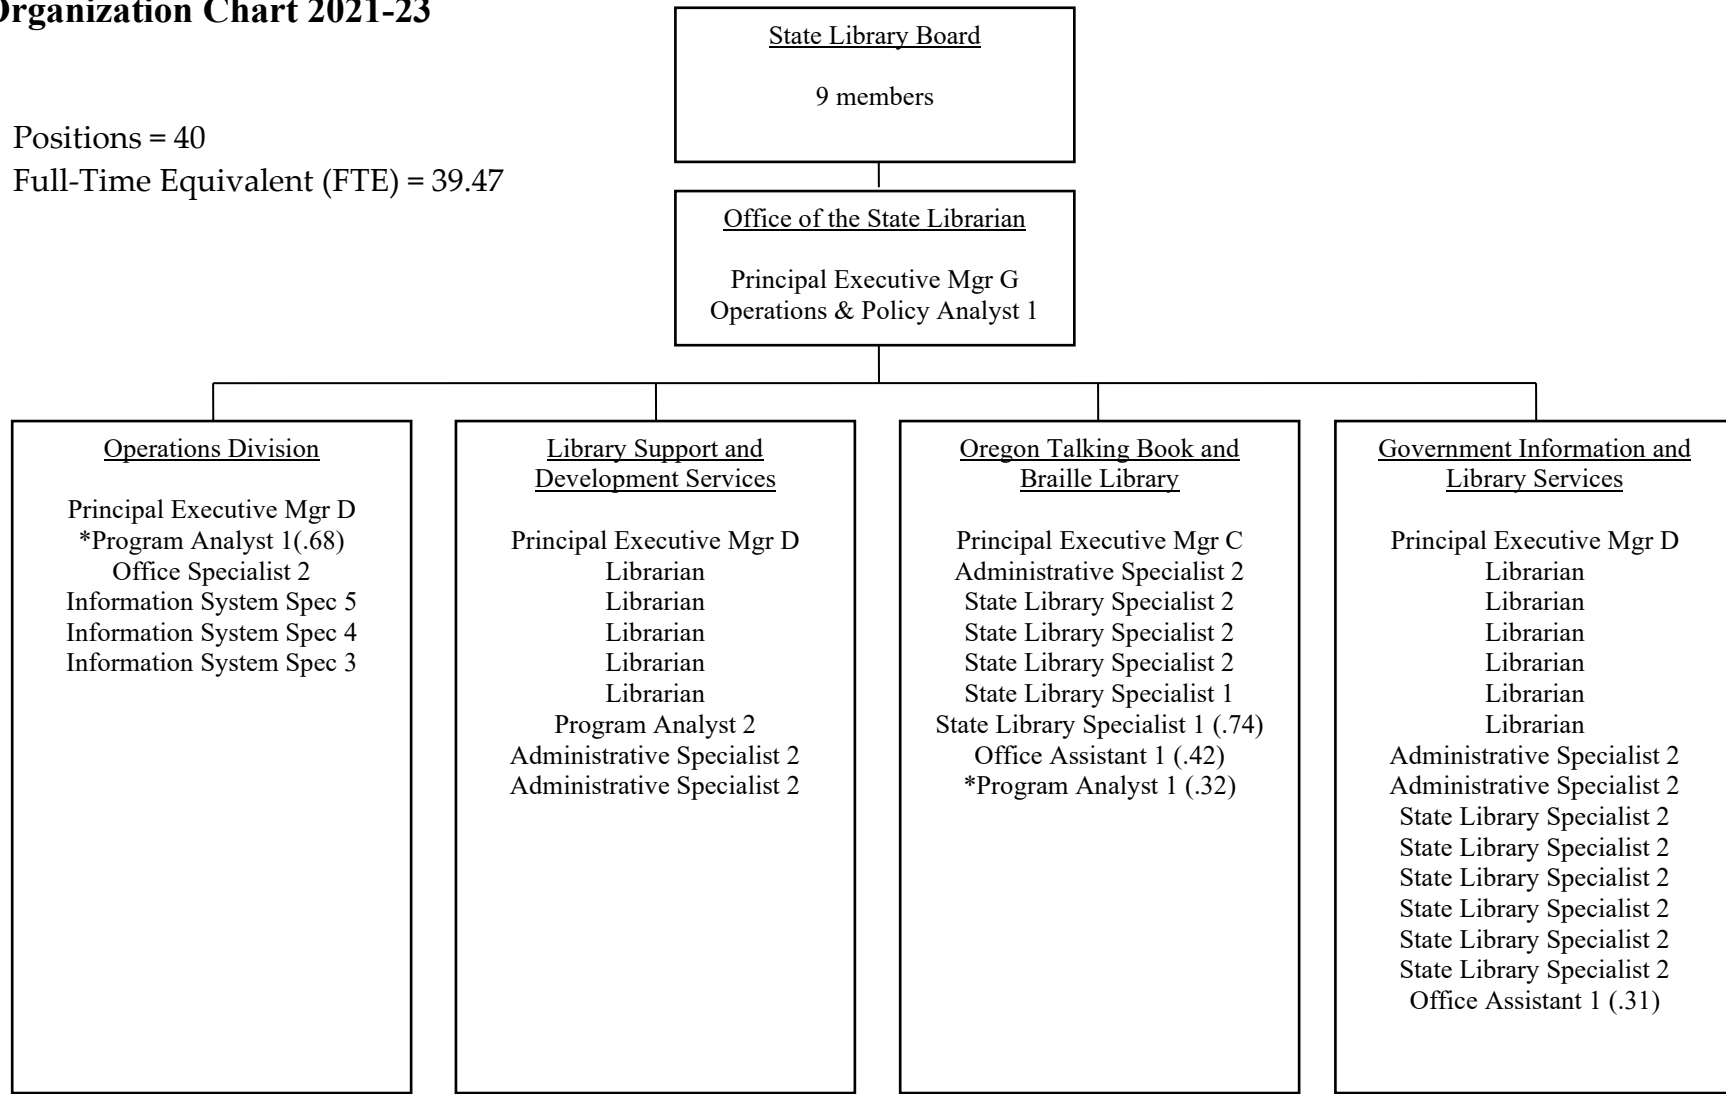 Organization Chart 2021-23
Positions = 40
Full-Time Equivalent (FTE) = 39.47
State Library Board
9 members
Office of the State Librarian
Principal Executive Mgr G
Operations & Policy Analyst 1
Operations Division
Principal Executive Mgr D
*Program Analyst 1(.68)
Office Specialist 2
Information System Spec 5
Information System Spec 4
Information System Spec 3
Library Support and
Development Services
Principal Executive Mgr D
Librarian
Librarian
Librarian
Librarian
Librarian
Program Analyst 2
Administrative Specialist 2
Administrative Specialist 2
Oregon Talking Book and
Braille Library
Principal Executive Mgr C
Administrative Specialist 2
State Library Specialist 2
State Library Specialist 2
State Library Specialist 2
State Library Specialist 1
State Library Specialist 1 (.74)
Office Assistant 1 (.42)
*Program Analyst 1 (.32)
Government Information and
Library Services
Principal Executive Mgr D
Librarian
Librarian
Librarian
Librarian
Librarian
Librarian
Administrative Specialist 2
Administrative Specialist 2
State Library Specialist 2
State Library Specialist 2
State Library Specialist 2
State Library Specialist 2
State Library Specialist 2
State Library Specialist 2
Office Assistant 1 (.31)